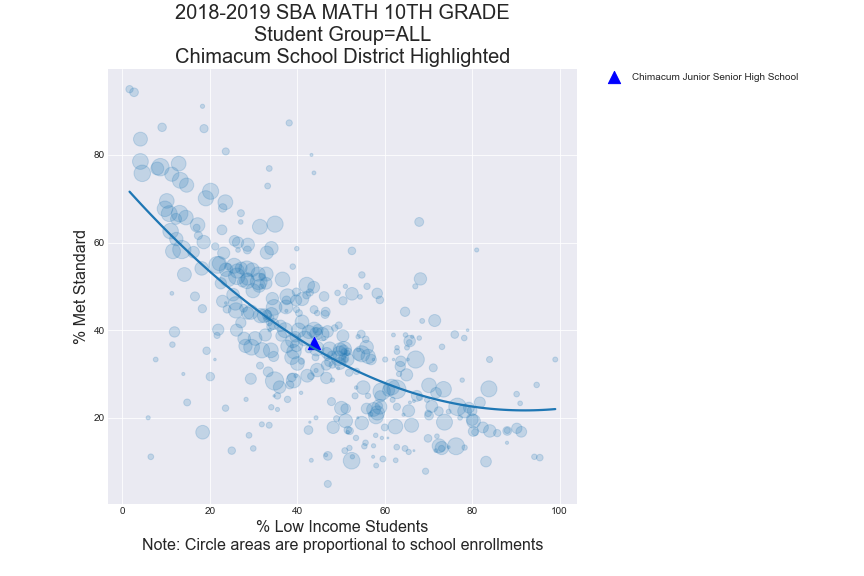 2018-2019 SBA MATH 10TH GRADE
Student Group=ALL
Chimacum School District Highlighted
Chimacum Junior Senior High School
% Met Standard
80
60
40
20
0 20 40 60 80 100
% Low Income Students
Note: Circle areas are proportional to school enrollments